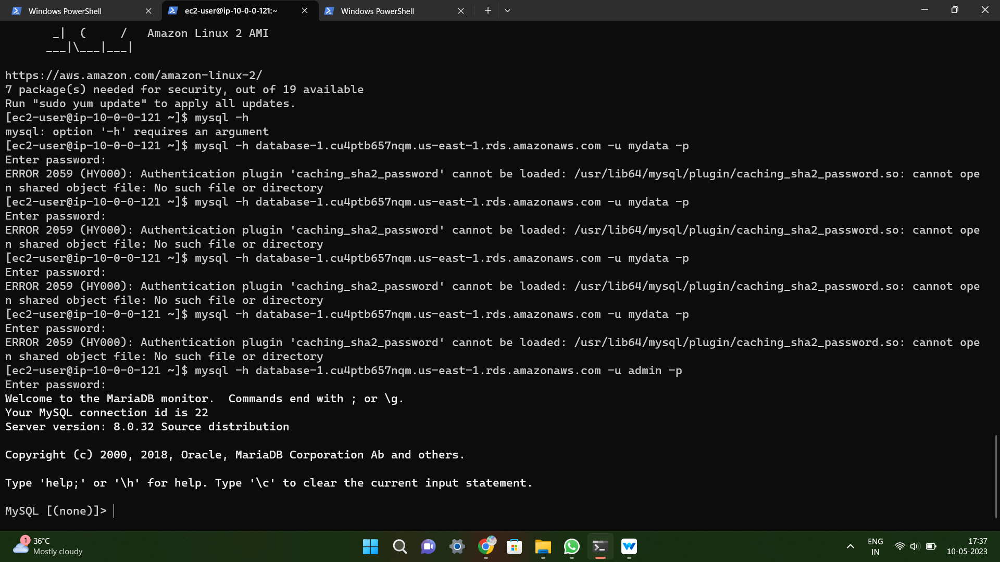 Windows PowerShell
ec2-user@ip-10-0-0-121:~
Windows PowerShell
_| ( / Amazon Linux 2 AMI
___|\___|___|
https://aws.amazon.com/amazon-linux-2/
7 package(s) needed for security, out of 19 available
Run "sudo yum update" to apply all updates.
[ec2-user@ip-10-0-0-121 ~]$ mysql -h
mysql: option '-h' requires an argument
[ec2-user@ip-10-0-0-121 ~]$ mysql -h database-1.cu4ptb657nqm.us-east-1.rds.amazonaws.com -u mydata -p
Enter password:
ERROR 2059 (HY000): Authentication plugin 'caching_sha2_password' cannot be loaded: /usr/lib64/mysql/plugin/caching_sha2_password.so: cannot ope
n shared object file: No such file or directory
[ec2-user@ip-10-0-0-121 ~]$ mysql -h database-1.cu4ptb657nqm.us-east-1.rds.amazonaws.com -u mydata -p
Enter password:
ERROR 2059 (HY000): Authentication plugin 'caching_sha2_password' cannot be loaded: /usr/lib64/mysql/plugin/caching_sha2_password.so: cannot ope
n shared object file: No such file or directory
[ec2-user@ip-10-0-0-121 ~]$ mysql -h database-1.cu4ptb657nqm.us-east-1.rds.amazonaws.com -u mydata -p
Enter password:
ERROR 2059 (HY000): Authentication plugin 'caching_sha2_password' cannot be loaded: /usr/lib64/mysql/plugin/caching_sha2_password.so: cannot ope
n shared object file: No such file or directory
[ec2-user@ip-10-0-0-121 ~]$ mysql -h database-1.cu4ptb657nqm.us-east-1.rds.amazonaws.com -u mydata -p
Enter password:
ERROR 2059 (HY000): Authentication plugin 'caching_sha2_password' cannot be loaded: /usr/lib64/mysql/plugin/caching_sha2_password.so: cannot ope
n shared object file: No such file or directory
[ec2-user@ip-10-0-0-121 ~]$ mysql -h database-1.cu4ptb657nqm.us-east-1.rds.amazonaws.com -u admin -p
Enter password:
Welcome to the MariaDB monitor.  Commands end with ; or \g.
Your MySQL connection id is 22
Server version: 8.0.32 Source distribution
Copyright (c) 2000, 2018, Oracle, MariaDB Corporation Ab and others.
Type 'help;' or '\h' for help. Type '\c' to clear the current input statement.
MySQL [(none)]>
1
36°C
Mostly cloudy
ENG
IN
17:37
10-05-2023